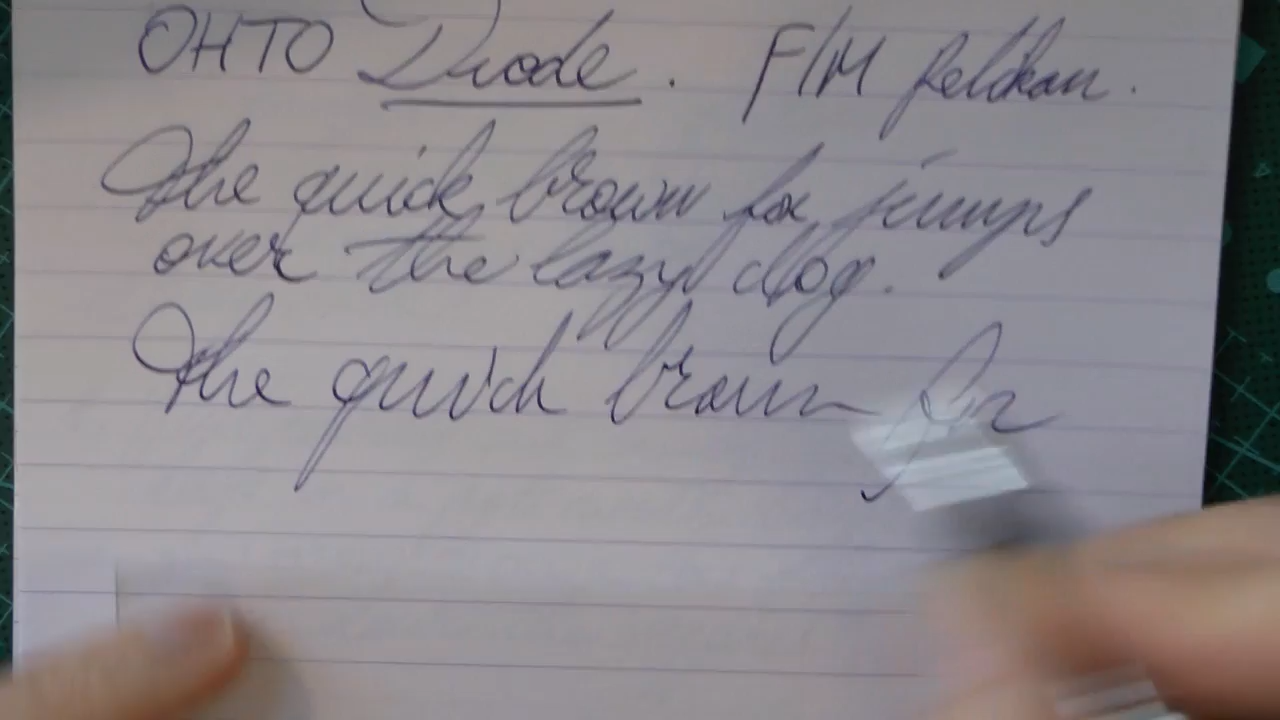 OHTO Diode. F/M Pelikan.
The quick brown fox jumps
over the lazy dog.
The quick brown fox